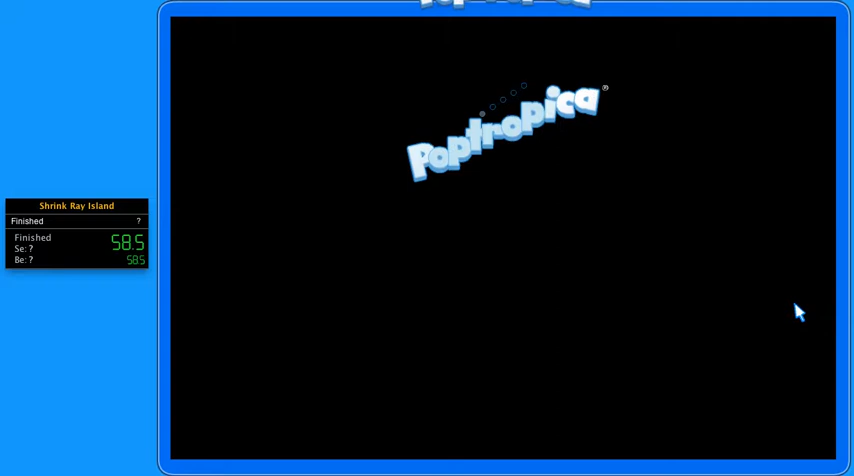 Poptropica®
Shrink Ray Island
Finished ?
Finished 58.5
Se: ?
Be: ? 58.5